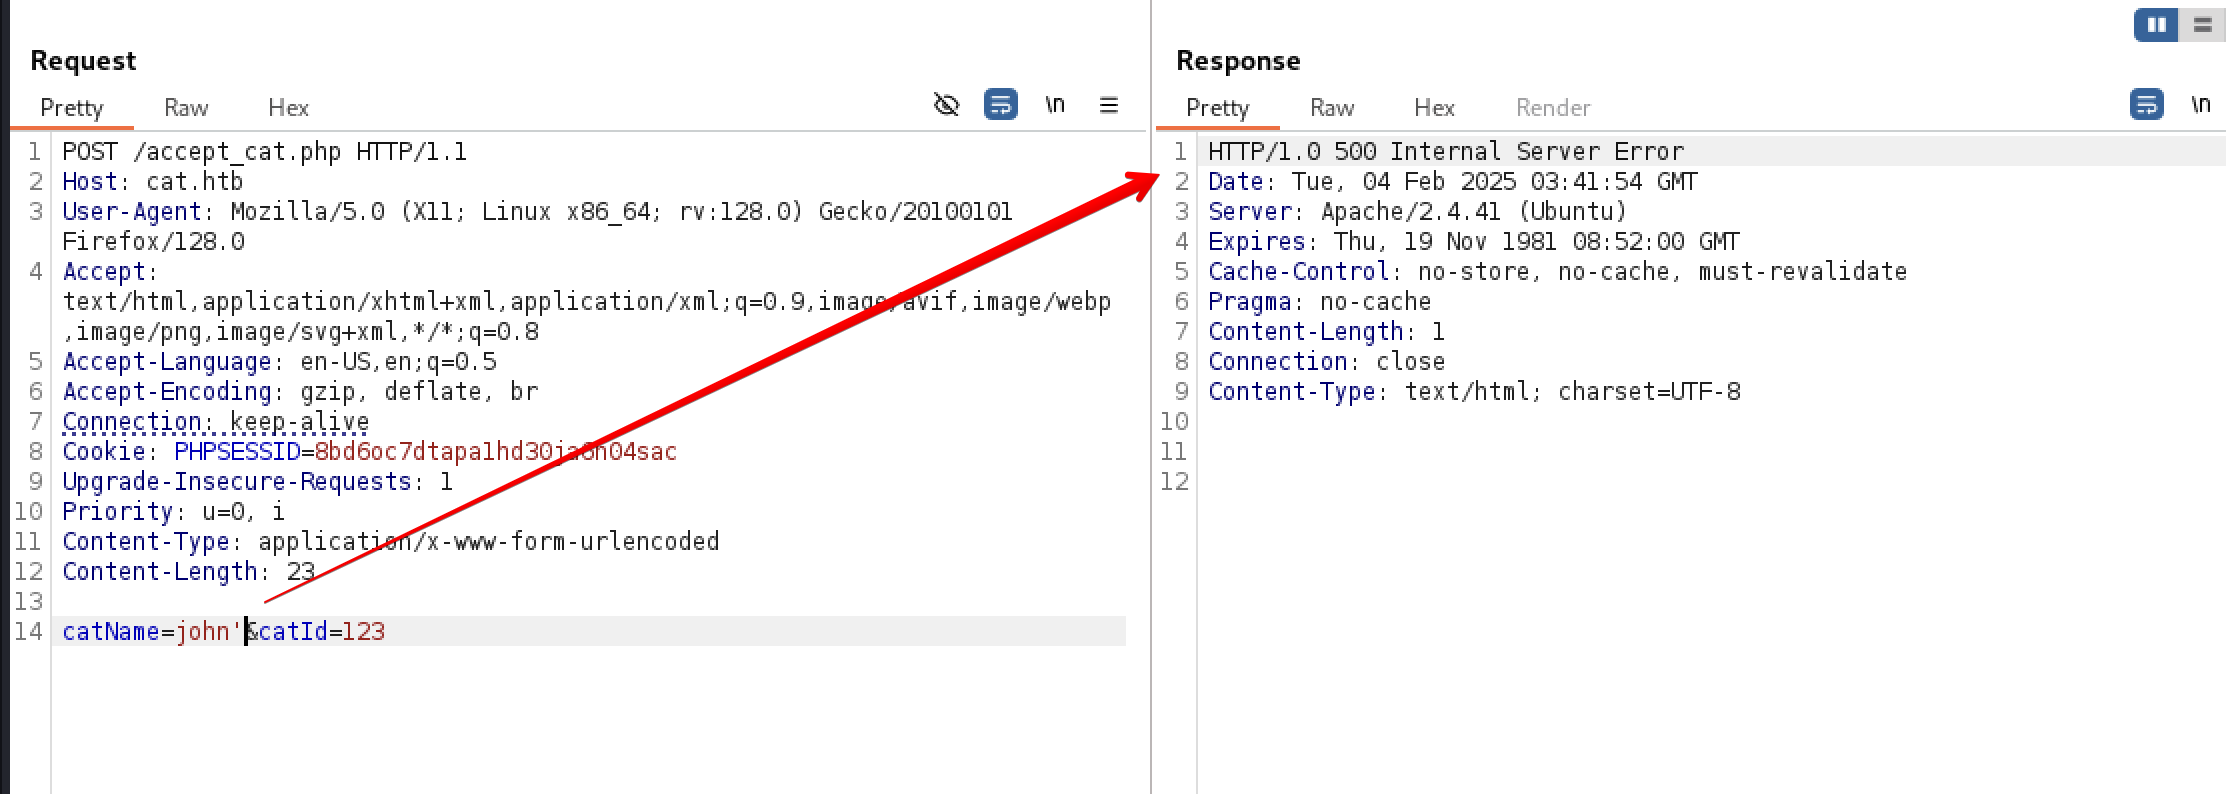 Request
Pretty Raw Hex \n
1 POST /accept_cat.php HTTP/1.1
2 Host: cat.htb
3 User-Agent: Mozilla/5.0 (X11; Linux x86_64; rv:128.0) Gecko/20100101
Firefox/128.0
4 Accept:
text/html,application/xhtml+xml,application/xml;q=0.9,image/avif,image/webp
,image/png,image/svg+xml,*/*;q=0.8
5 Accept-Language: en-US,en;q=0.5
6 Accept-Encoding: gzip, deflate, br
7 Connection: keep-alive
8 Cookie: PHPSESSID=8bd6oc7dtapa1hd30ja6h04sac
9 Upgrade-Insecure-Requests: 1
10 Priority: u=0, i
11 Content-Type: application/x-www-form-urlencoded
12 Content-Length: 23
13
14 catName=john'&catId=123
Response
Pretty Raw Hex Render \n
1 HTTP/1.0 500 Internal Server Error
2 Date: Tue, 04 Feb 2025 03:41:54 GMT
3 Server: Apache/2.4.41 (Ubuntu)
4 Expires: Thu, 19 Nov 1981 08:52:00 GMT
5 Cache-Control: no-store, no-cache, must-revalidate
6 Pragma: no-cache
7 Content-Length: 1
8 Connection: close
9 Content-Type: text/html; charset=UTF-8
10
11
12